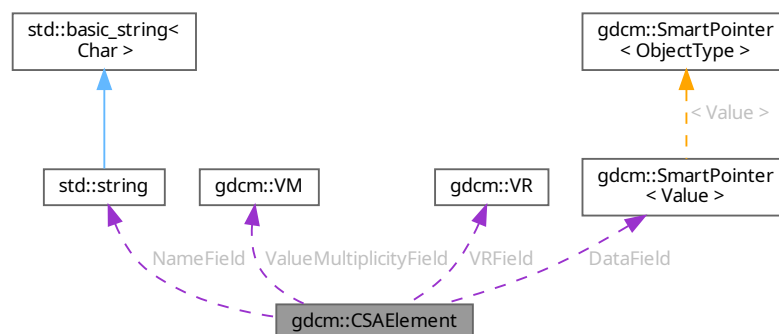 std::basic_string<
Char >
gdcm::SmartPointer
< ObjectType >
< Value >
std::string
gdcm::VM
gdcm::VR
gdcm::SmartPointer
< Value >
NameField
ValueMultiplicityField
VRField
DataField
gdcm::CSAElement